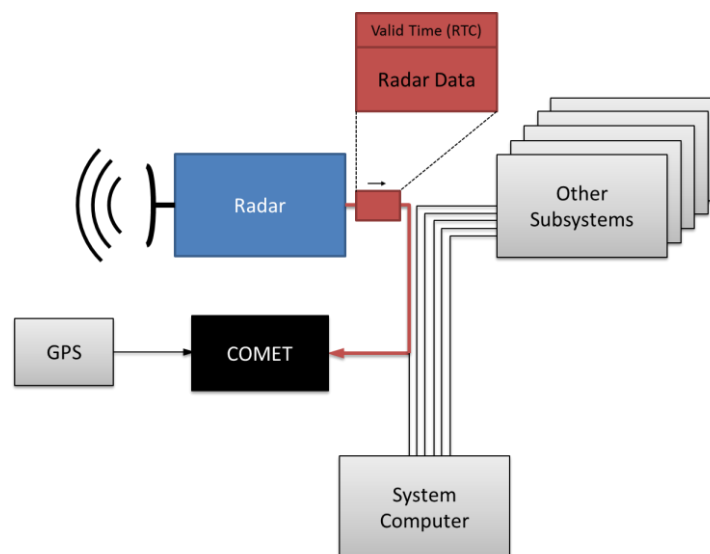 Valid Time (RTC)
Radar Data
Radar
Other
Subsystems
GPS
COMET
System
Computer